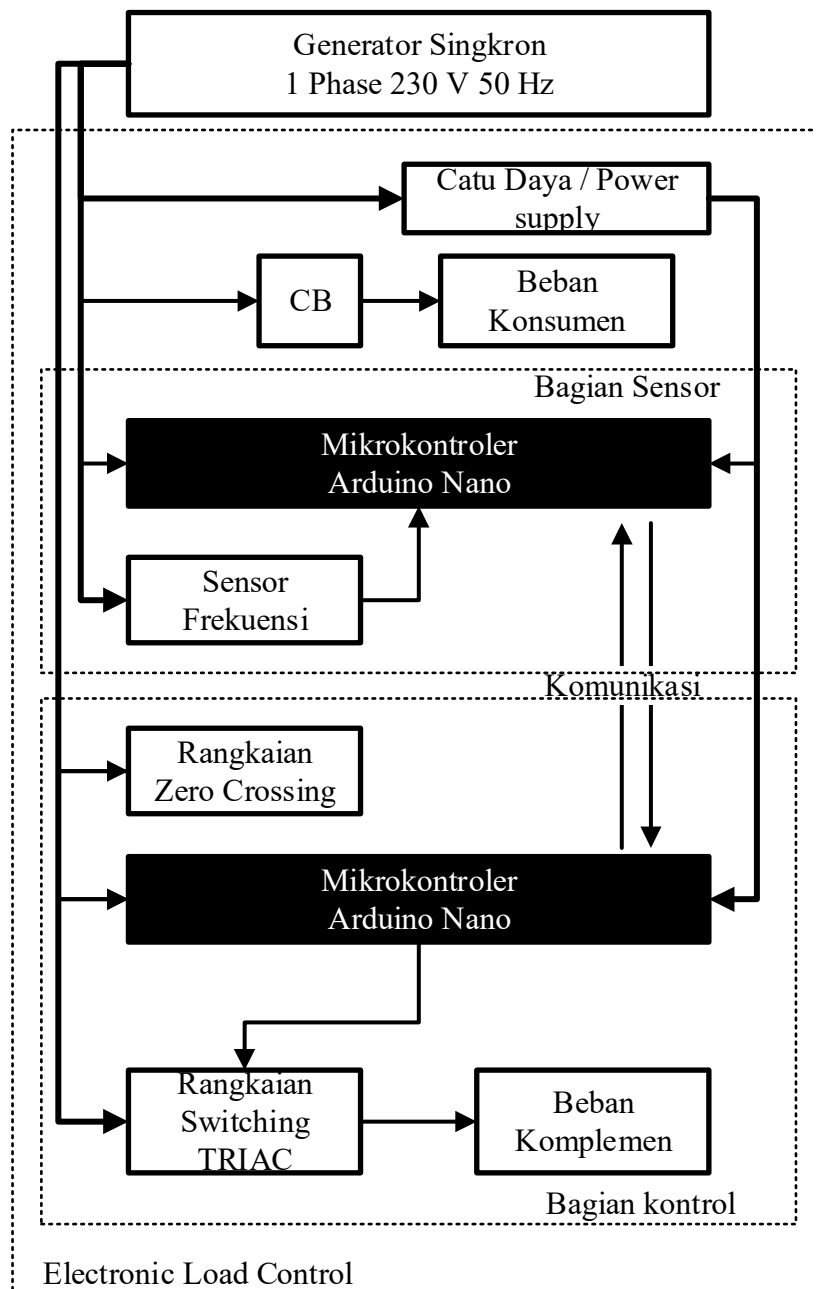 Generator Singkron
1 Phase 230 V 50 Hz
Catu Daya / Power
supply
CB
Beban
Konsumen
Bagian Sensor
Mikrokontroler
Arduino Nano
Sensor
Frekuensi
Komunikasi
Rangkaian
Zero Crossing
Mikrokontroler
Arduino Nano
Rangkaian
Switching
TRIAC
Beban
Komplemen
Bagian kontrol
Electronic Load Control